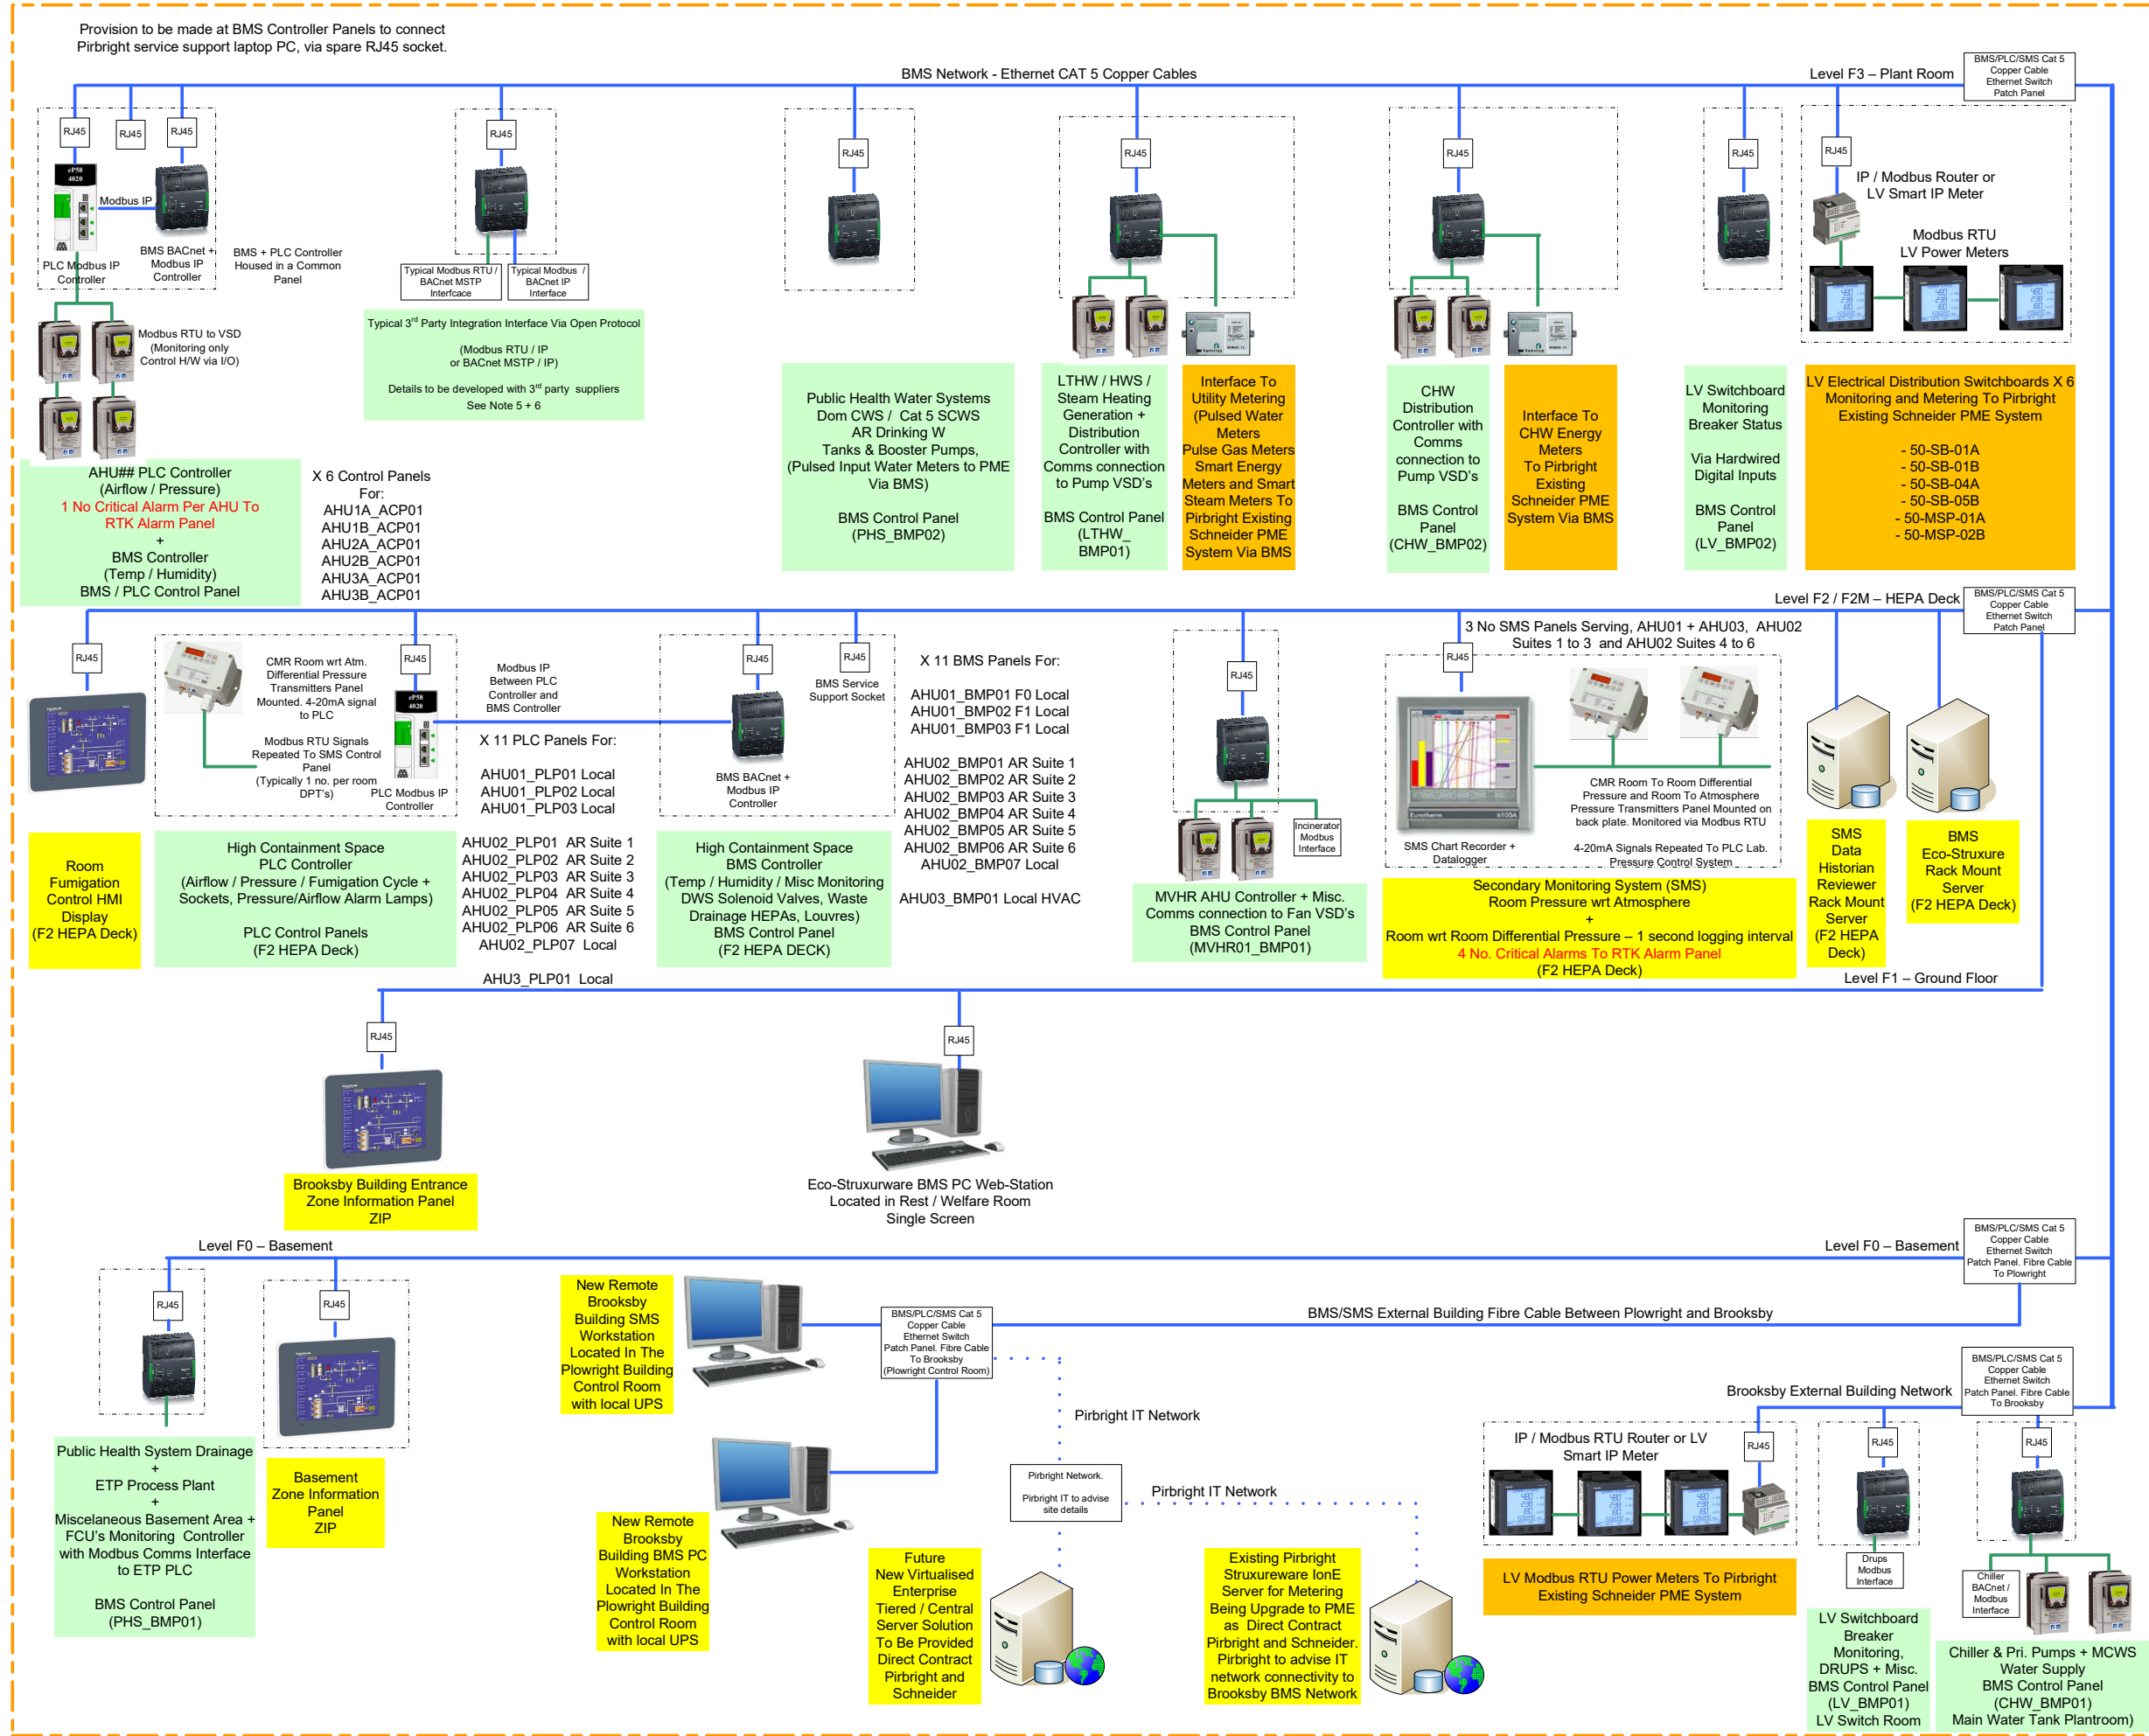 Provision to be made at BMS Controller Panels to connect
Pirbright service support laptop PC, via spare RJ45 socket.
BMS Network - Ethernet CAT 5 Copper Cables
Level F3 – Plant Room
BMS/PLC/SMS Cat 5
Copper Cable
Ethernet Switch
Patch Panel
RJ45
RJ45
RJ45
RJ45
RJ45
RJ45
RJ45
RJ45
RJ45
eP58
4020
Modbus IP
PLC Modbus IP
Controller
BMS BACnet +
Modbus IP
Controller
BMS + PLC Controller
Housed in a Common
Panel
Modbus RTU to VSD
(Monitoring only
Control H/W via I/O)
AHU## PLC Controller
(Airflow / Pressure)
1 No Critical Alarm Per AHU To
RTK Alarm Panel
+
BMS Controller
(Temp / Humidity)
BMS / PLC Control Panel
X 6 Control Panels
For:
AHU1A_ACP01
AHU1B_ACP01
AHU2A_ACP01
AHU2B_ACP01
AHU3A_ACP01
AHU3B_ACP01
Typical Modbus RTU /
BACnet MSTP
Interfcace
Typical Modbus /
BACnet IP
Interface
Typical 3rd Party Integration Interface Via Open Protocol
(Modbus RTU / IP
or BACnet MSTP / IP)
Details to be developed with 3rd party suppliers
See Note 5 + 6
Public Health Water Systems
Dom CWS / Cat 5 SCWS
AR Drinking W
Tanks & Booster Pumps,
(Pulsed Input Water Meters to PME
Via BMS)
BMS Control Panel
(PHS_BMP02)
LTHW / HWS /
Steam Heating
Generation +
Distribution
Controller with
Comms connection
to Pump VSD's
BMS Control Panel
(LTHW_
BMP01)
Kamstrup
Interface To
Utility Metering
(Pulsed Water
Meters
Pulse Gas Meters
Smart Energy
Meters and Smart
Steam Meters To
Pirbright Existing
Schneider PME
System Via BMS
CHW
Distribution
Controller with
Comms
connection to
Pump VSD's
BMS Control
Panel
(CHW_BMP02)
Kamstrup
Interface To
CHW Energy
Meters
To Pirbright
Existing
Schneider PME
System Via BMS
LV Switchboard
Monitoring
Breaker Status
Via Hardwired
Digital Inputs
BMS Control
Panel
(LV_BMP02)
IP / Modbus Router or
LV Smart IP Meter
Modbus RTU
LV Power Meters
LV Electrical Distribution Switchboards X 6
Monitoring and Metering To Pirbright
Existing Schneider PME System
- 50-SB-01A
- 50-SB-01B
- 50-SB-04A
- 50-SB-05B
- 50-MSP-01A
- 50-MSP-02B
Level F2 / F2M – HEPA Deck
BMS/PLC/SMS Cat 5
Copper Cable
Ethernet Switch
Patch Panel
RJ45
Room
Fumigation
Control HMI
Display
(F2 HEPA Deck)
CMR Room wrt Atm.
Differential Pressure
Transmitters Panel
Mounted. 4-20mA signal
to PLC
Modbus RTU Signals
Repeated To SMS Control
Panel
(Typically 1 no. per room
DPT's)
RJ45
eP58
4020
PLC Modbus IP
Controller
High Containment Space
PLC Controller
(Airflow / Pressure / Fumigation Cycle +
Sockets, Pressure/Airflow Alarm Lamps)
PLC Control Panels
(F2 HEPA Deck)
Modbus IP
Between PLC
Controller and
BMS Controller
X 11 PLC Panels For:
AHU01_PLP01 Local
AHU01_PLP02 Local
AHU01_PLP03 Local
AHU02_PLP01 AR Suite 1
AHU02_PLP02 AR Suite 2
AHU02_PLP03 AR Suite 3
AHU02_PLP04 AR Suite 4
AHU02_PLP05 AR Suite 5
AHU02_PLP06 AR Suite 6
AHU02_PLP07 Local
AHU3_PLP01 Local
RJ45
RJ45
BMS Service
Support Socket
BMS BACnet +
Modbus IP
Controller
High Containment Space
BMS Controller
(Temp / Humidity / Misc Monitoring
DWS Solenoid Valves, Waste
Drainage HEPAs, Louvres)
BMS Control Panel
(F2 HEPA DECK)
X 11 BMS Panels For:
AHU01_BMP01 F0 Local
AHU01_BMP02 F1 Local
AHU01_BMP03 F1 Local
AHU02_BMP01 AR Suite 1
AHU02_BMP02 AR Suite 2
AHU02_BMP03 AR Suite 3
AHU02_BMP04 AR Suite 4
AHU02_BMP05 AR Suite 5
AHU02_BMP06 AR Suite 6
AHU02_BMP07 Local
AHU03_BMP01 Local HVAC
RJ45
Incinerator
Modbus
Interface
MVHR AHU Controller + Misc.
Comms connection to Fan VSD's
BMS Control Panel
(MVHR01_BMP01)
3 No SMS Panels Serving, AHU01 + AHU03, AHU02
Suites 1 to 3 and AHU02 Suites 4 to 6
RJ45
Eurotherm 6100A
SMS Chart Recorder +
Datalogger
CMR Room To Room Differential
Pressure and Room To Atmosphere
Pressure Transmitters Panel Mounted on
back plate. Monitored via Modbus RTU
4-20mA Signals Repeated To PLC Lab.
Pressure Control System
Secondary Monitoring System (SMS)
Room Pressure wrt Atmosphere
+
Room wrt Room Differential Pressure – 1 second logging interval
4 No. Critical Alarms To RTK Alarm Panel
(F2 HEPA Deck)
SMS
Data
Historian
Reviewer
Rack Mount
Server
(F2 HEPA
Deck)
BMS
Eco-Struxure
Rack Mount
Server
(F2 HEPA Deck)
Level F1 – Ground Floor
RJ45
Brooksby Building Entrance
Zone Information Panel
ZIP
RJ45
Eco-Struxurware BMS PC Web-Station
Located in Rest / Welfare Room
Single Screen
Level F0 – Basement
Level F0 – Basement
BMS/PLC/SMS Cat 5
Copper Cable
Ethernet Switch
Patch Panel. Fibre Cable
To Plowright
RJ45
Public Health System Drainage
+
ETP Process Plant
+
Miscelaneous Basement Area +
FCU's Monitoring Controller
with Modbus Comms Interface
to ETP PLC
BMS Control Panel
(PHS_BMP01)
RJ45
Basement
Zone Information
Panel
ZIP
New Remote
Brooksby
Building SMS
Workstation
Located In The
Plowright Building
Control Room
with local UPS
BMS/PLC/SMS Cat 5
Copper Cable
Ethernet Switch
Patch Panel. Fibre Cable
To Brooksby
(Plowright Control Room)
BMS/SMS External Building Fibre Cable Between Plowright and Brooksby
New Remote
Brooksby
Building BMS PC
Workstation
Located In The
Plowright Building
Control Room
with local UPS
Pirbright IT Network
Pirbright Network.
Pirbright IT to advise
site details
Pirbright IT Network
Future
New Virtualised
Enterprise
Tiered / Central
Server Solution
To Be Provided
Direct Contract
Pirbright and
Schneider
Existing Pirbright
Struxureware IonE
Server for Metering
Being Upgrade to PME
as Direct Contract
Pirbright and Schneider.
Pirbright to advise IT
network connectivity to
Brooksby BMS Network
Brooksby External Building Network
BMS/PLC/SMS Cat 5
Copper Cable
Ethernet Switch
Patch Panel. Fibre Cable
To Brooksby
IP / Modbus RTU Router or LV
Smart IP Meter
RJ45
LV Modbus RTU Power Meters To Pirbright
Existing Schneider PME System
RJ45
Drups
Modbus
Interface
LV Switchboard
Breaker
Monitoring,
DRUPS + Misc.
BMS Control Panel
(LV_BMP01)
LV Switch Room
RJ45
Chiller
BACnet /
Modbus
Interface
Chiller & Pri. Pumps + MCWS
Water Supply
BMS Control Panel
(CHW_BMP01)
Main Water Tank Plantroom)